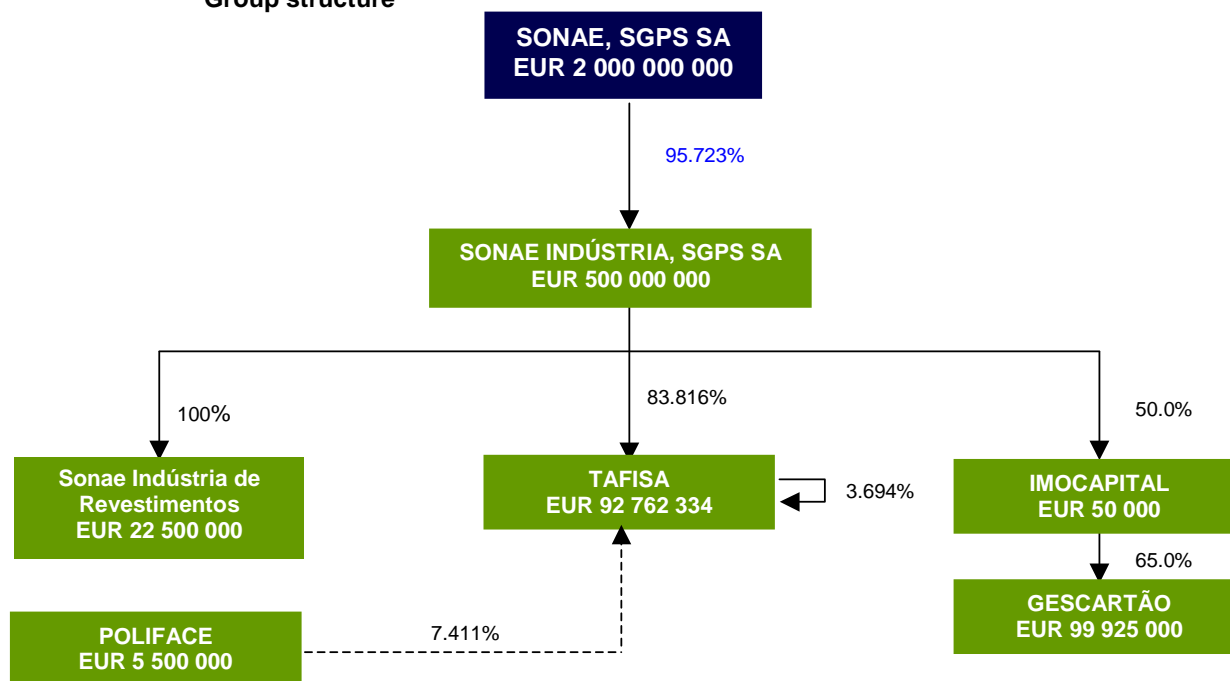 Group structure
SONAE, SGPS SA
EUR 2 000 000 000
95.723%
SONAE INDÚSTRIA, SGPS SA
EUR 500 000 000
100%
83.816%
50.0%
Sonae Indústria de
Revestimentos
EUR 22 500 000
TAFISA
EUR 92 762 334
3.694%
IMOCAPITAL
EUR 50 000
65.0%
POLIFACE
EUR 5 500 000
7.411%
GESCARTÃO
EUR 99 925 000